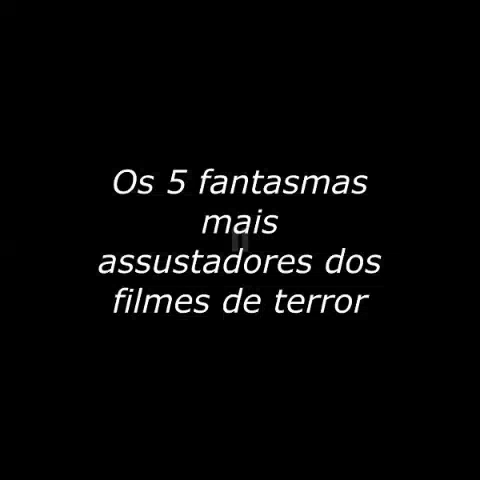 Os 5 fantasmas
mais
assustadores dos
filmes de terror